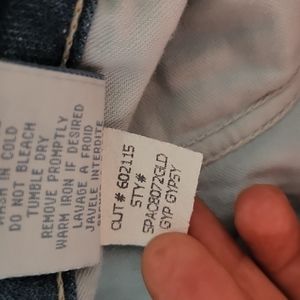 WASH IN COLD
DO NOT BLEACH
TUMBLE DRY
REMOVE PROMPTLY
WARM IRON IF DESIRED
LAVAGE A FROID
JAVELE INTERDITE
CUT# 602115
STY#
SPAC8072GLD
GYP GYPSY